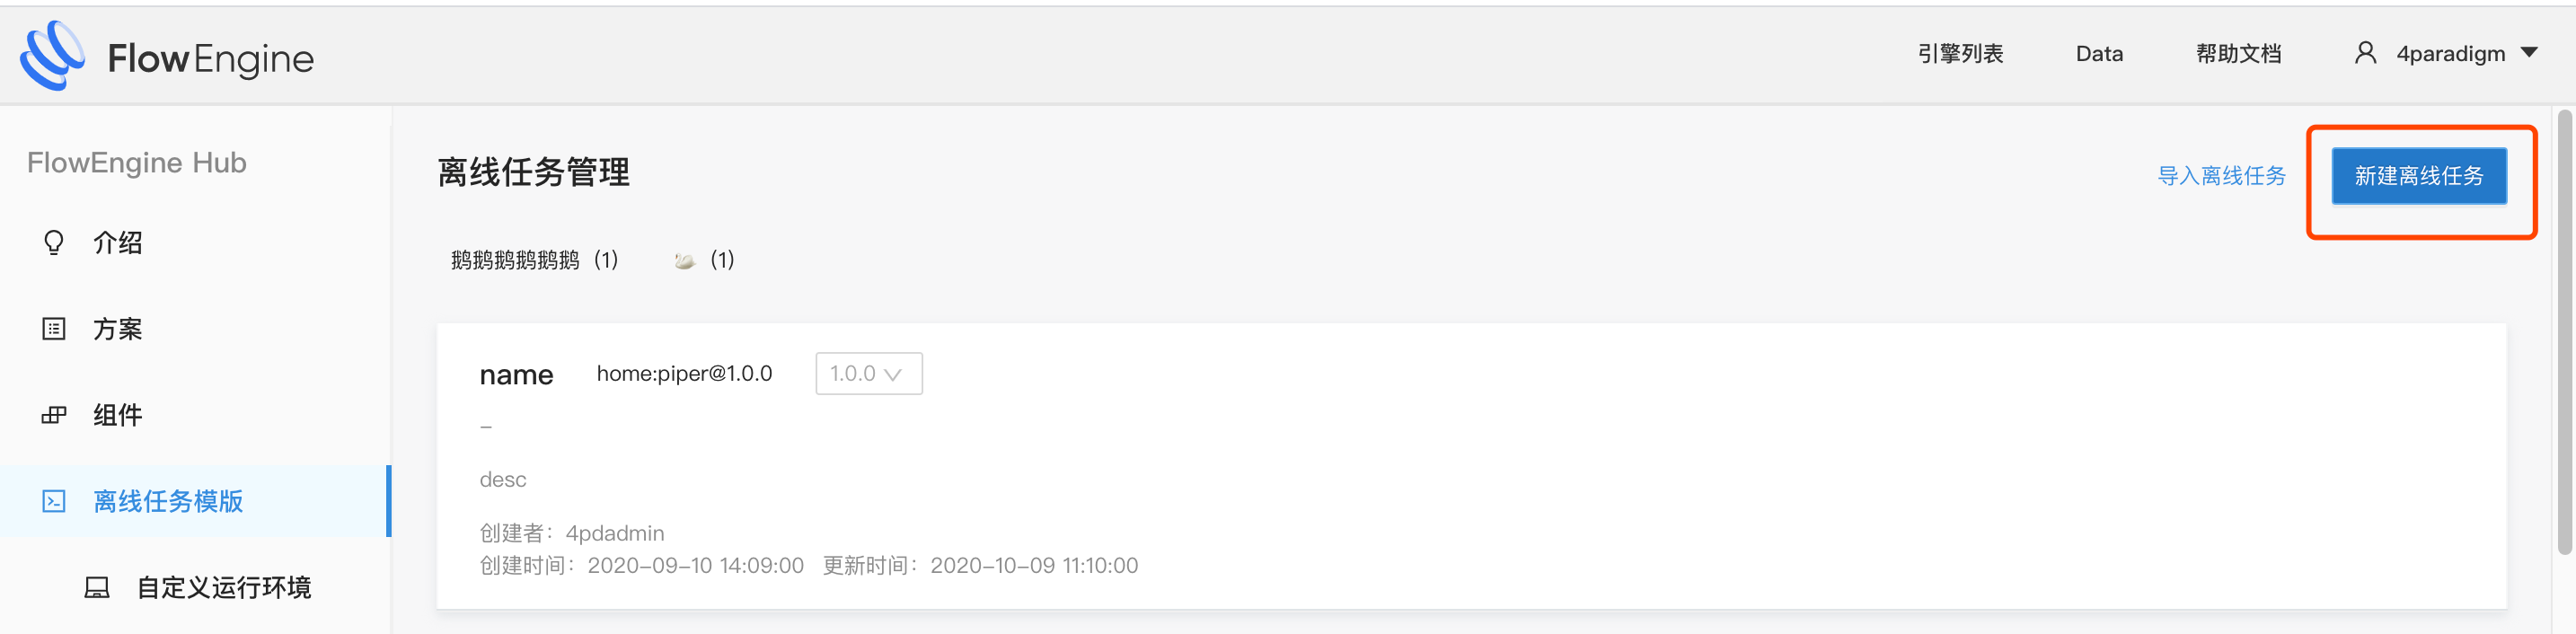 FlowEngine
引擎列表 Data 帮助文档 4paradigm
FlowEngine Hub
介绍
方案
组件
离线任务模版
自定义运行环境
离线任务管理
导入离线任务 新建离线任务
鹅鹅鹅鹅鹅鹅 (1) 🦢 (1)
name home:piper@1.0.0 1.0.0
–
desc
创建者：4pdadmin
创建时间：2020-09-10 14:09:00 更新时间：2020-10-09 11:10:00